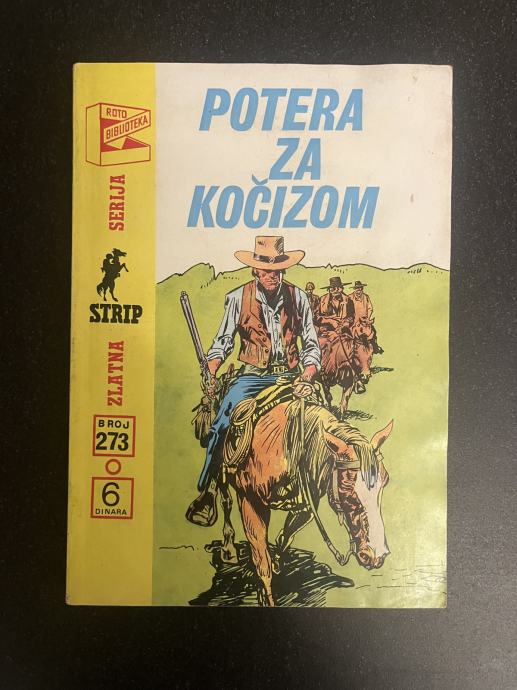 ROTO
BIBLIOTEKA
SERIJA
STRIP
ZLATNA
BROJ
273
6
DINARA
POTERA
ZA
KOČIZOM